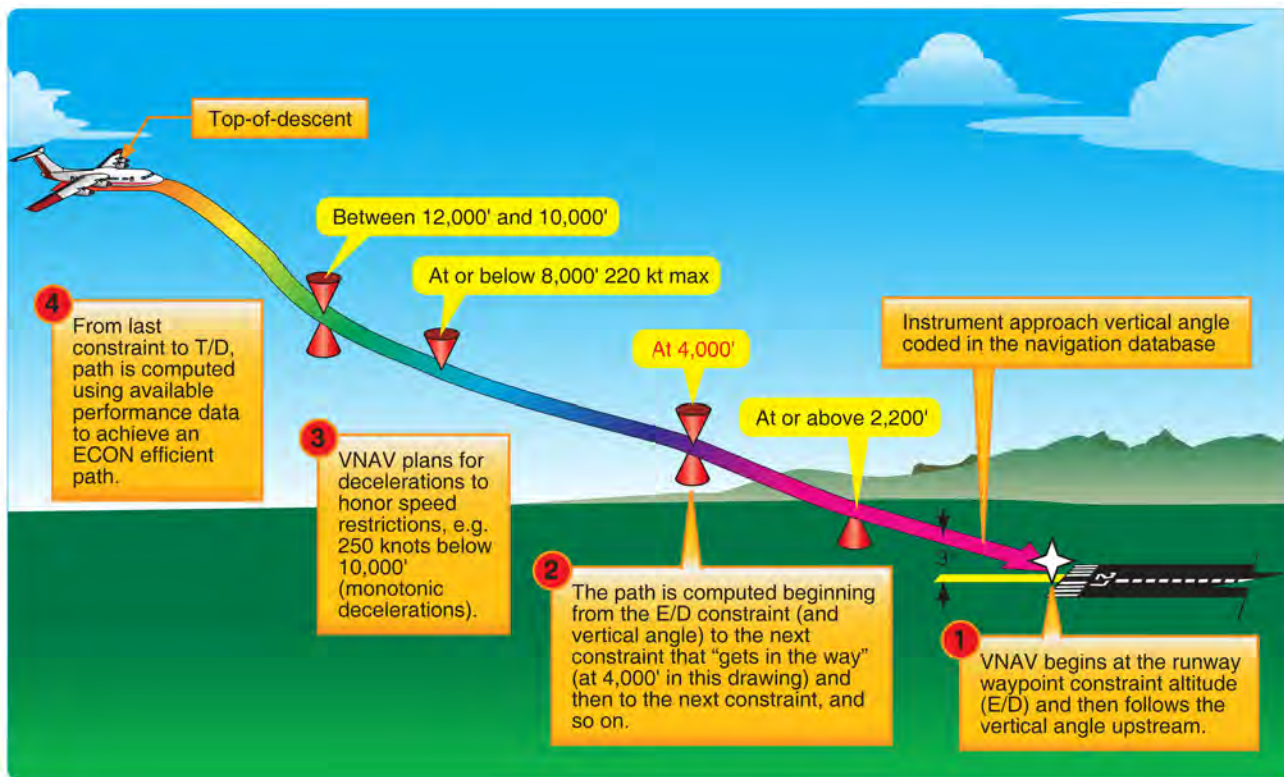 Top-of-descent
Between 12,000' and 10,000'
At or below 8,000' 220 kt max
4
From last
constraint to T/D,
path is computed
using available
performance data
to achieve an
ECON efficient
path.
At 4,000'
Instrument approach vertical angle
coded in the navigation database
At or above 2,200'
3
VNAV plans for
decelerations to
honor speed
restrictions, e.g.
250 knots below
10,000'
(monotonic
decelerations).
3
2
The path is computed beginning
from the E/D constraint (and
vertical angle) to the next
constraint that “gets in the way”
(at 4,000' in this drawing) and
then to the next constraint, and
so on.
1
VNAV begins at the runway
waypoint constraint altitude
(E/D) and then follows the
vertical angle upstream.